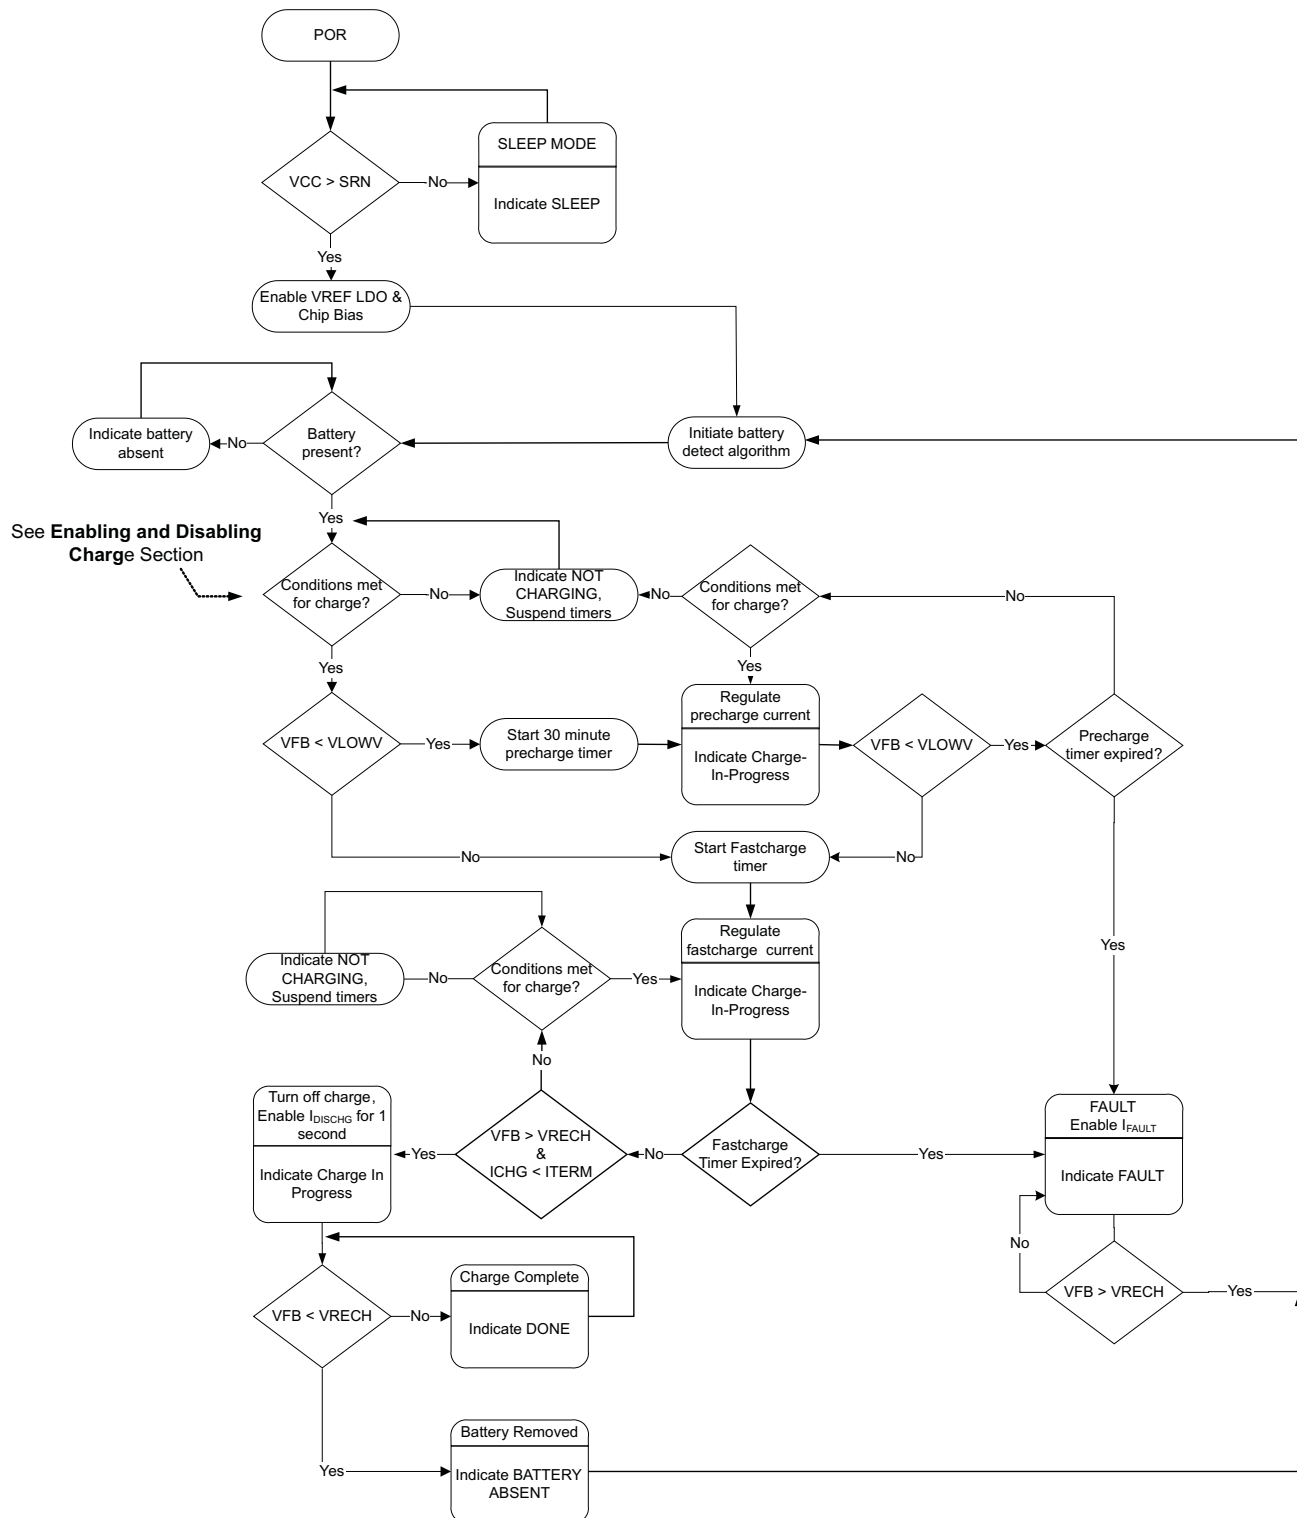 POR
SLEEP MODE
VCC > SRN
No
Indicate SLEEP
Yes
Enable VREF LDO &
Chip Bias
Indicate battery
absent
No
Battery
present?
Initiate battery
detect algorithm
Yes
See Enabling and Disabling
Charge Section
Conditions met
for charge?
No
Indicate NOT
CHARGING,
Suspend timers
No
Conditions met
for charge?
No
Yes
Yes
VFB < VLOWV
Yes
Start 30 minute
precharge timer
Regulate
precharge current
Indicate Charge-
In-Progress
VFB < VLOWV
Yes
Precharge
timer expired?
No
Start Fastcharge
timer
No
Yes
Indicate NOT
CHARGING,
Suspend timers
No
Conditions met
for charge?
Yes
Regulate
fastcharge current
Indicate Charge-
In-Progress
No
Turn off charge,
Enable IDISCHG for 1
second
Indicate Charge In
Progress
Yes
VFB > VRECH
&
ICHG < ITERM
No
Fastcharge
Timer Expired?
Yes
FAULT
Enable IFAULT
Indicate FAULT
No
VFB > VRECH
Yes
VFB < VRECH
No
Charge Complete
Indicate DONE
Yes
Battery Removed
Indicate BATTERY
ABSENT